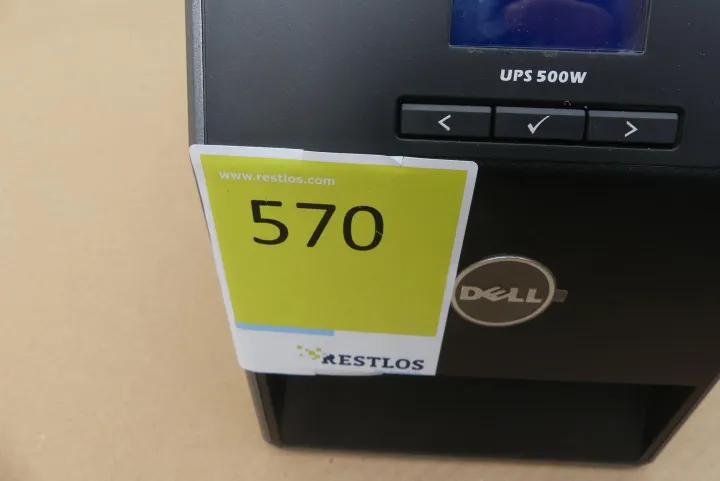 UPS 500W
< ✓ >
www.restlos.com
570
DELL
RESTLOS